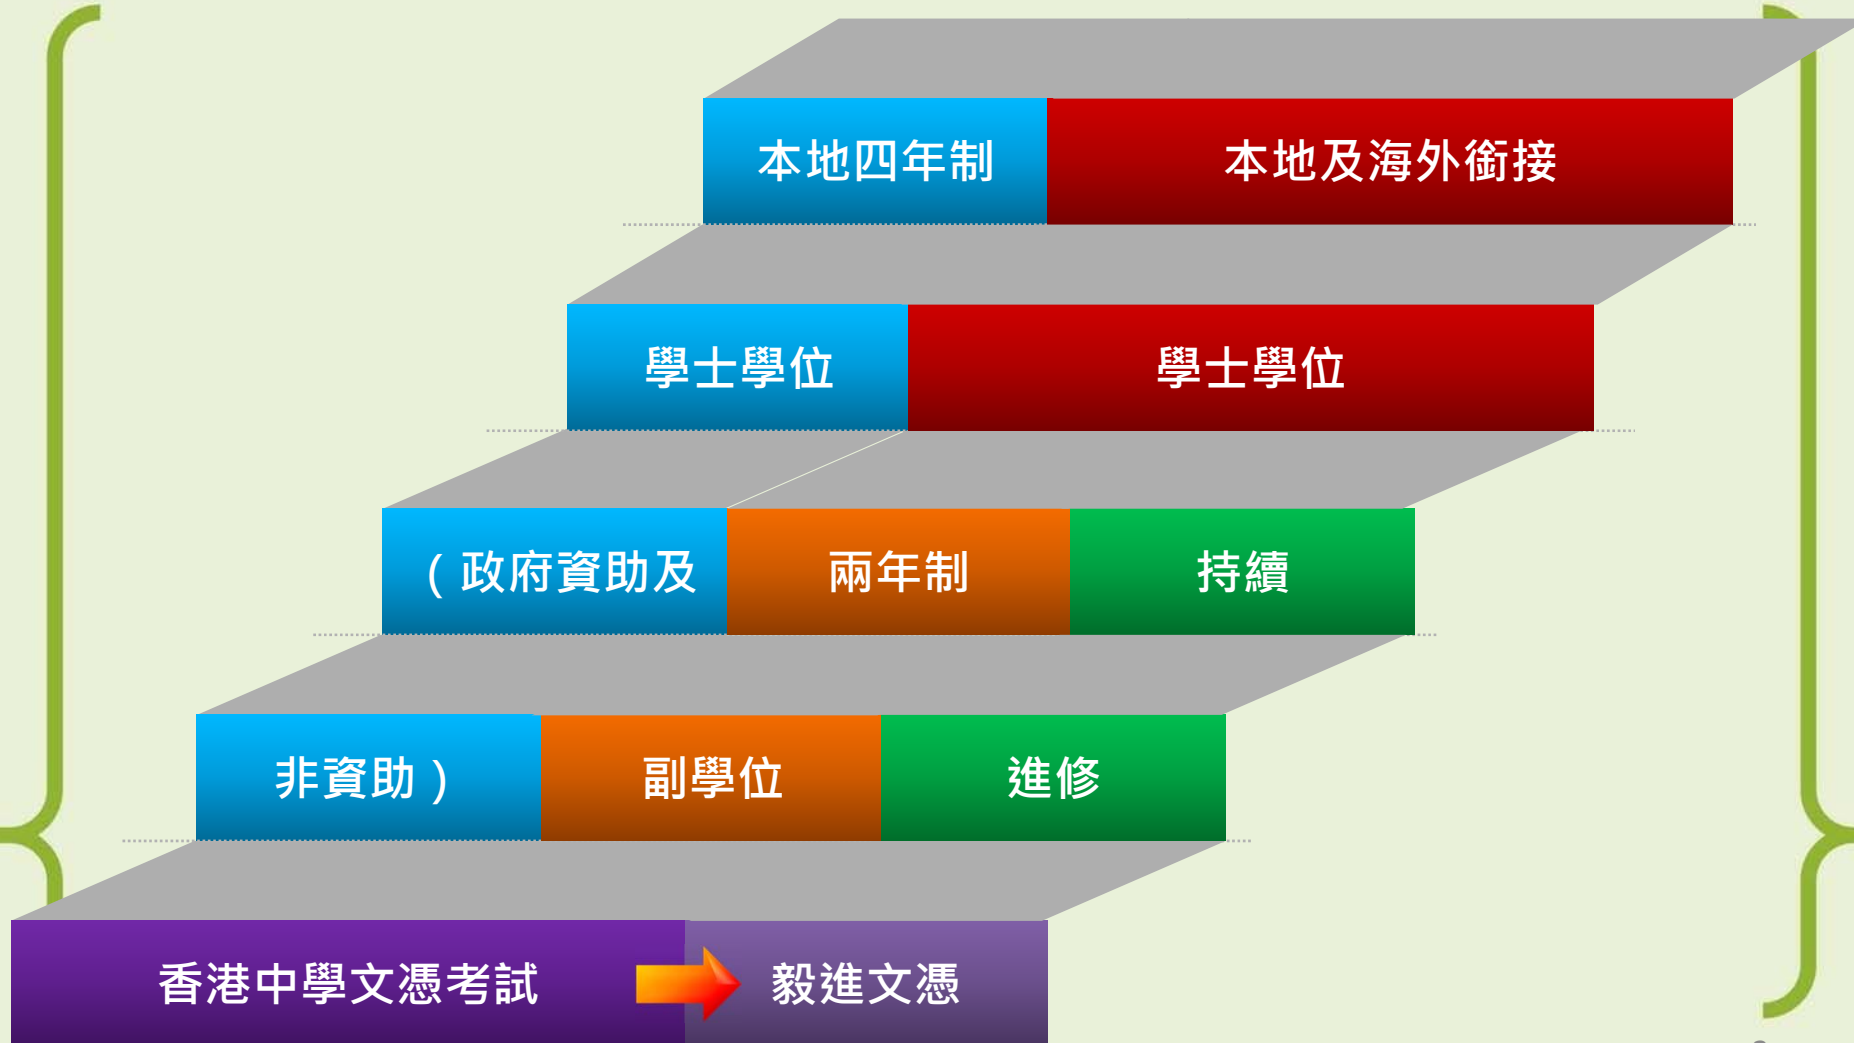 本地四年制 本地及海外銜接
學士學位 學士學位
（政府資助及 兩年制 持續
非資助） 副學位 進修
香港中學文憑考試 毅進文憑